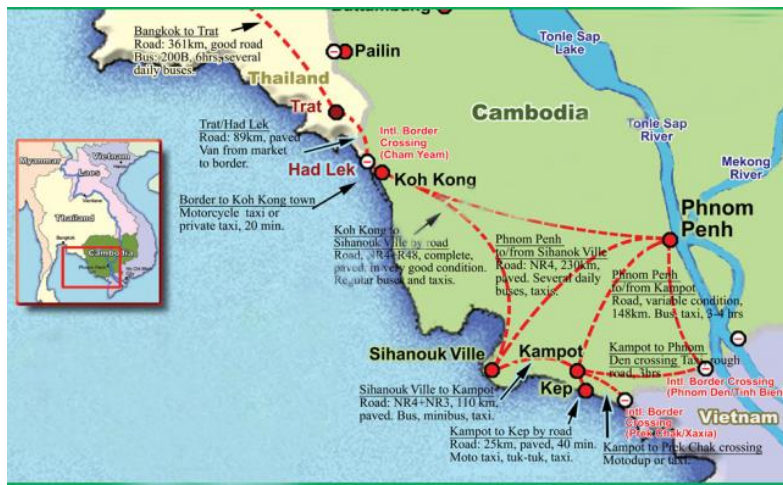 Bangkok to Trat
Road: 361km, good road
Bus: 200B, 6hrs, several
daily buses.
Pailin
Tonle Sap
Lake
Thailand
Trat
Cambodia
Tonle Sap
River
Mekong
River
Trat/Had Lek
Road: 89km, paved
Van from market
to border.
Intl. Border
Crossing
(Cham Yeam)
Had Lek
Koh Kong
Myanmar
Vietnam
Laos
Thailand
Bangkok
Cambodia
Border to Koh Kong town
Motorcycle taxi or
private taxi, 20 min.
Koh Kong to
Sihanouk Ville by road
Road, NR4+R48, complete,
paved, in very good condition.
Regular buses and taxis.
Phnom Penh
to/from Sihanouk Ville
Road: NR4, 230km,
paved. Several daily
buses, taxis.
Phnom
Penh
Phnom Penh
to/from Kampot
Road, variable condition,
148km. Bus, taxi, 3-4 hrs
Kampot to Phnom
Den crossing Taxi, rough
road, 3hrs
Sihanouk Ville
Kampot
Kep
Intl. Border Crossing
(Phnom Den/Tinh Bien
Sihanouk Ville to Kampot
Road: NR4+NR3, 110 km,
paved. Bus, minibus, taxi.
Intl. Border
Crossing
(Prek Chak/Xaxia)
Vietnam
Kampot to Kep by road
Road: 25km, paved, 40 min.
Moto taxi, tuk-tuk, taxi.
Kampot to Prek Chak crossing
Motodup or taxi.